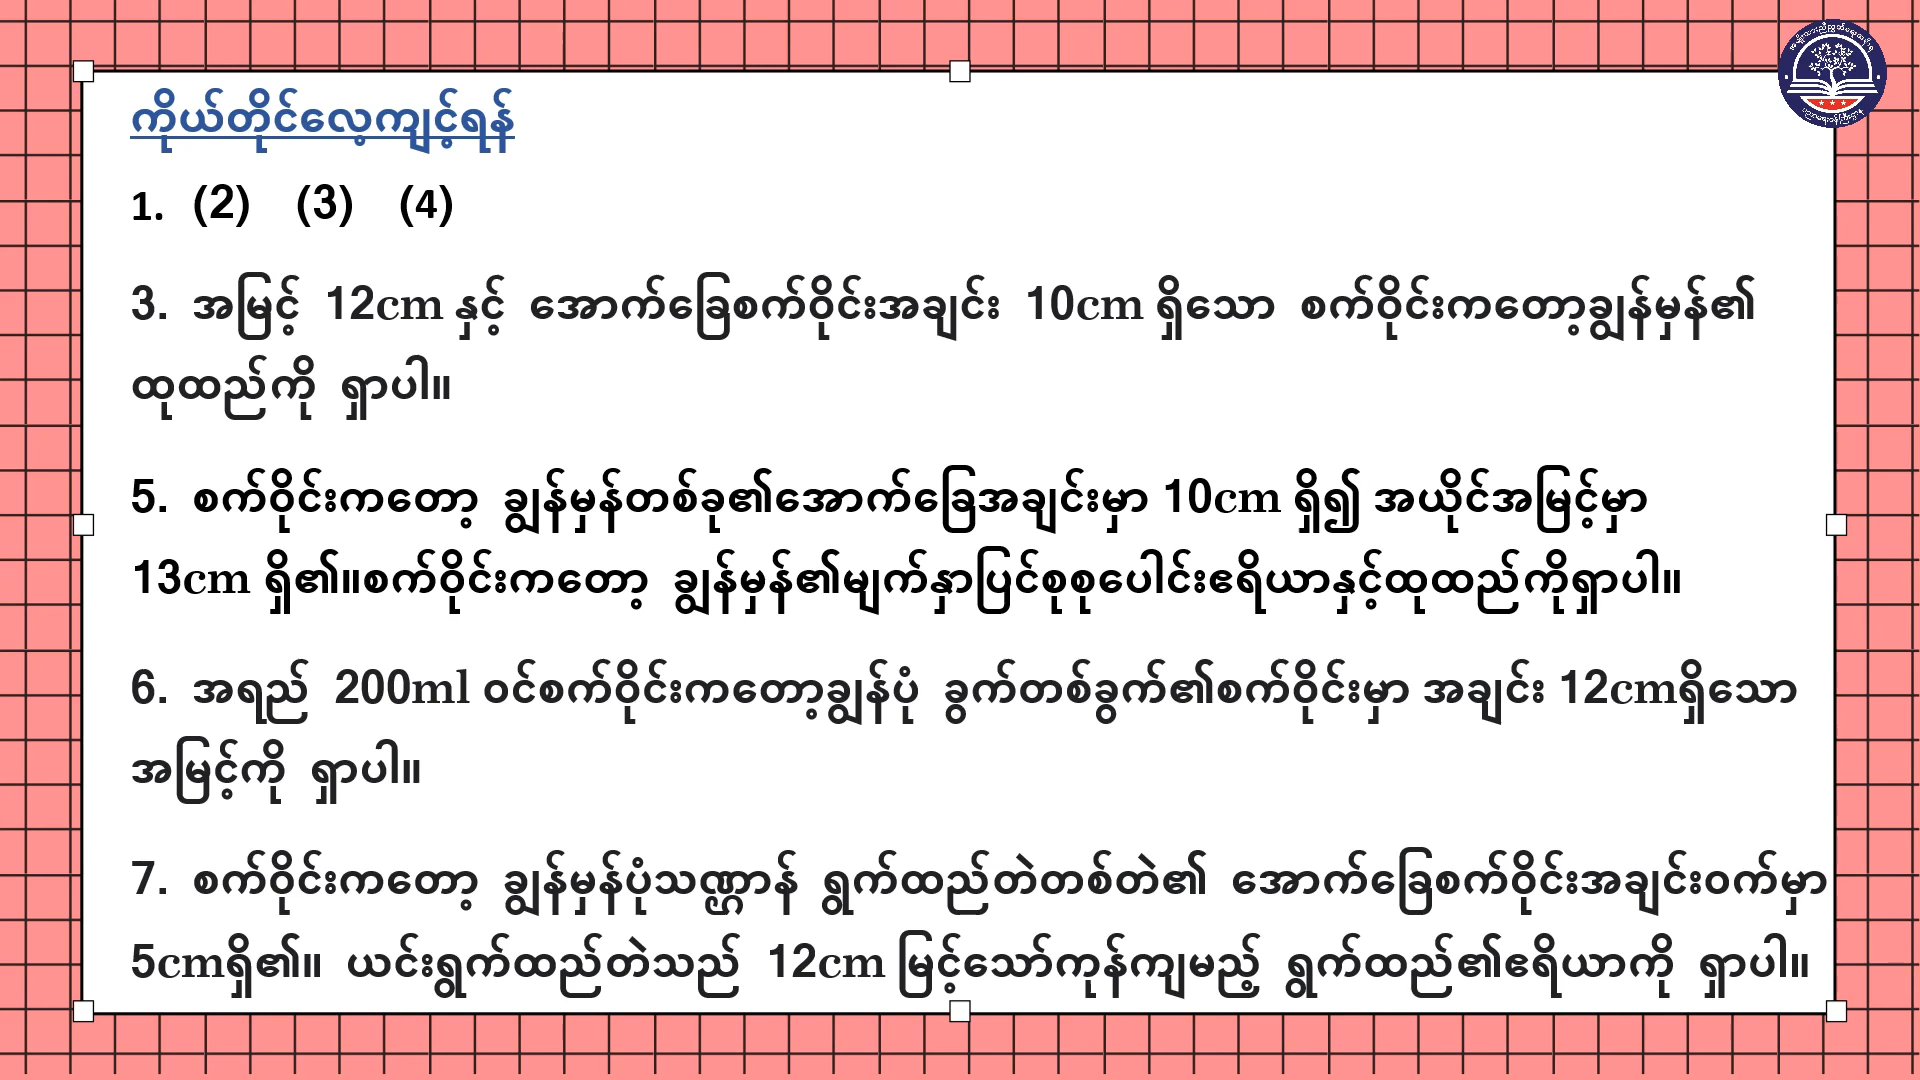 ကိုယ်တိုင်လေ့ကျင့်ရန်
1. (2) (3) (4)
3. အမြင့် 12cm နှင့် အောက်ခြေစက်ဝိုင်းအချင်း 10cm ရှိသော စက်ဝိုင်းကတော့ချွန်မှန်၏
ထုထည်ကို ရှာပါ။
5. စက်ဝိုင်းကတော့ ချွန်မှန်တစ်ခု၏အောက်ခြေအချင်းမှာ 10cm ရှိ၍ အယိုင်အမြင့်မှာ
13cm ရှိ၏။စက်ဝိုင်းကတော့ ချွန်မှန်၏မျက်နှာပြင်စုစုပေါင်းဧရိယာနှင့်ထုထည်ကိုရှာပါ။
6. အရည် 200ml ဝင်စက်ဝိုင်းကတော့ချွန်ပုံ ခွက်တစ်ခွက်၏စက်ဝိုင်းမှာ အချင်း 12cmရှိသော
အမြင့်ကို ရှာပါ။
7. စက်ဝိုင်းကတော့ ချွန်မှန်ပုံသဏ္ဌာန် ရွက်ထည်တဲတစ်တဲ၏ အောက်ခြေစက်ဝိုင်းအချင်းဝက်မှာ
5cmရှိ၏။ ယင်းရွက်ထည်တဲသည် 12cm မြင့်သော်ကုန်ကျမည့် ရွက်ထည်၏ဧရိယာကို ရှာပါ။